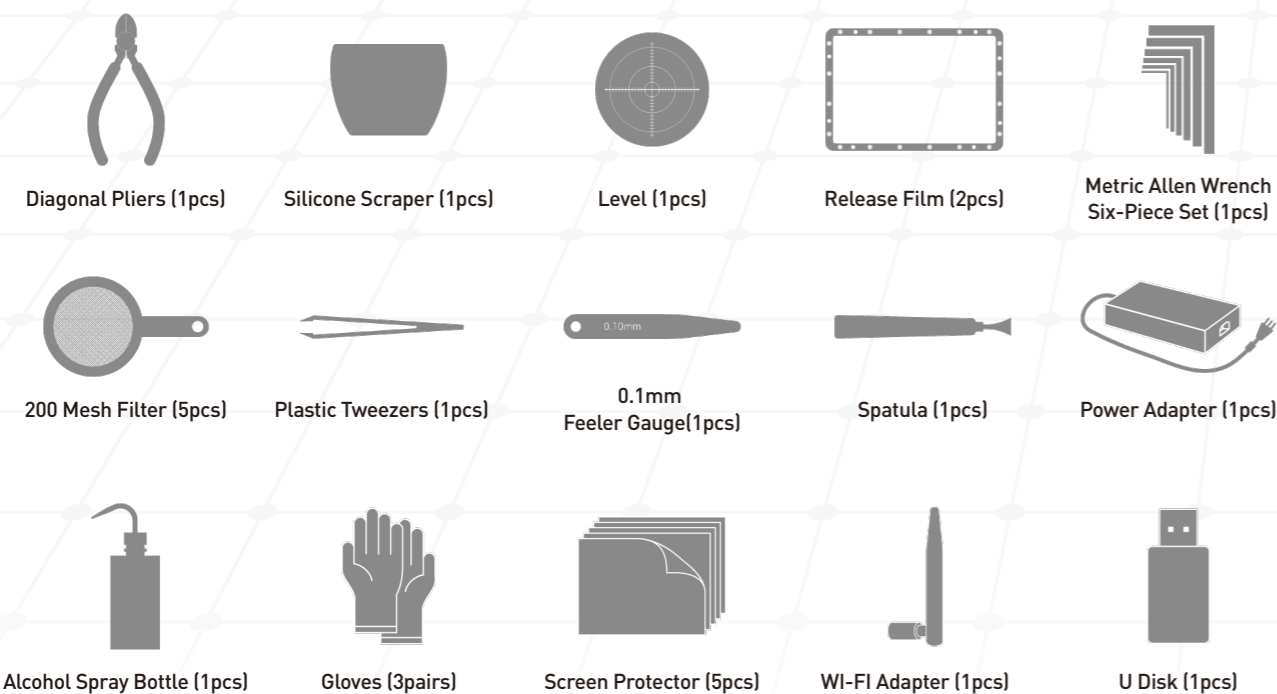 Diagonal Pliers (1pcs)
Silicone Scraper (1pcs)
Level (1pcs)
Release Film (2pcs)
Metric Allen Wrench
Six-Piece Set (1pcs)
200 Mesh Filter (5pcs)
Plastic Tweezers (1pcs)
0.10mm
0.1mm
Feeler Gauge(1pcs)
Spatula (1pcs)
Power Adapter (1pcs)
Alcohol Spray Bottle (1pcs)
Gloves (3pairs)
Screen Protector (5pcs)
WI-FI Adapter (1pcs)
U Disk (1pcs)